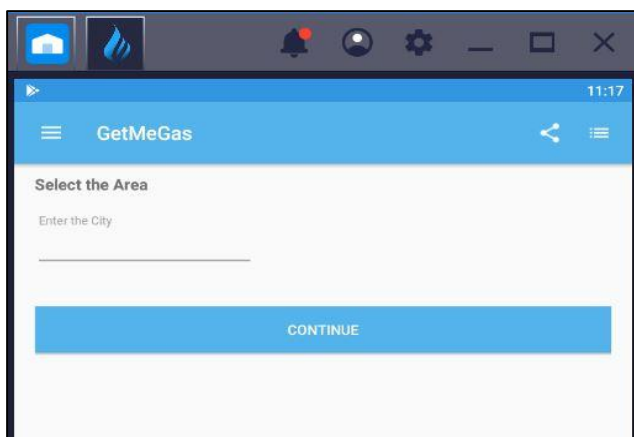 11:17
GetMeGas
Select the Area
Enter the City
CONTINUE